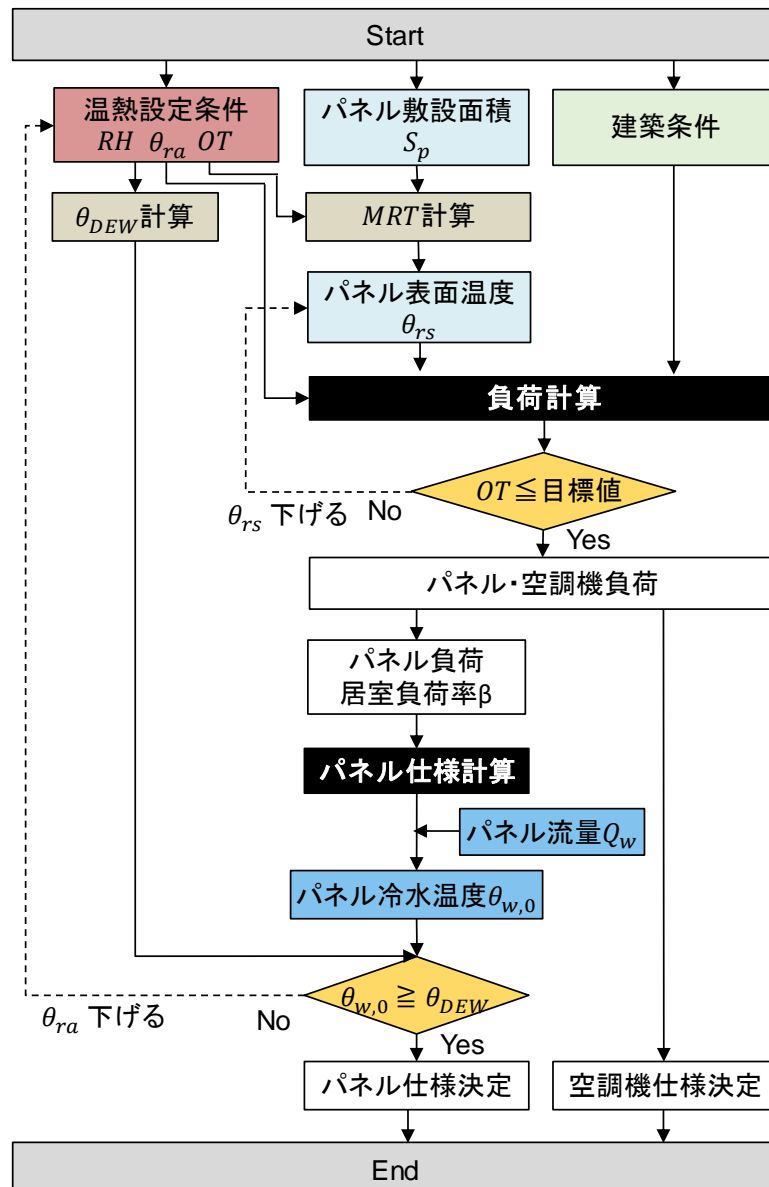 Start
温熱設定条件
RH θra OT
パネル敷設面積
Sp
建築条件
θDEW計算
MRT計算
パネル表面温度
θrs
負荷計算
OT≦目標値
θrs 下げる
No
Yes
パネル・空調機負荷
パネル負荷
居室負荷率β
パネル仕様計算
パネル流量Qw
パネル冷水温度θw,0
θw,0 ≧ θDEW
θra 下げる
No
Yes
パネル仕様決定
空調機仕様決定
End